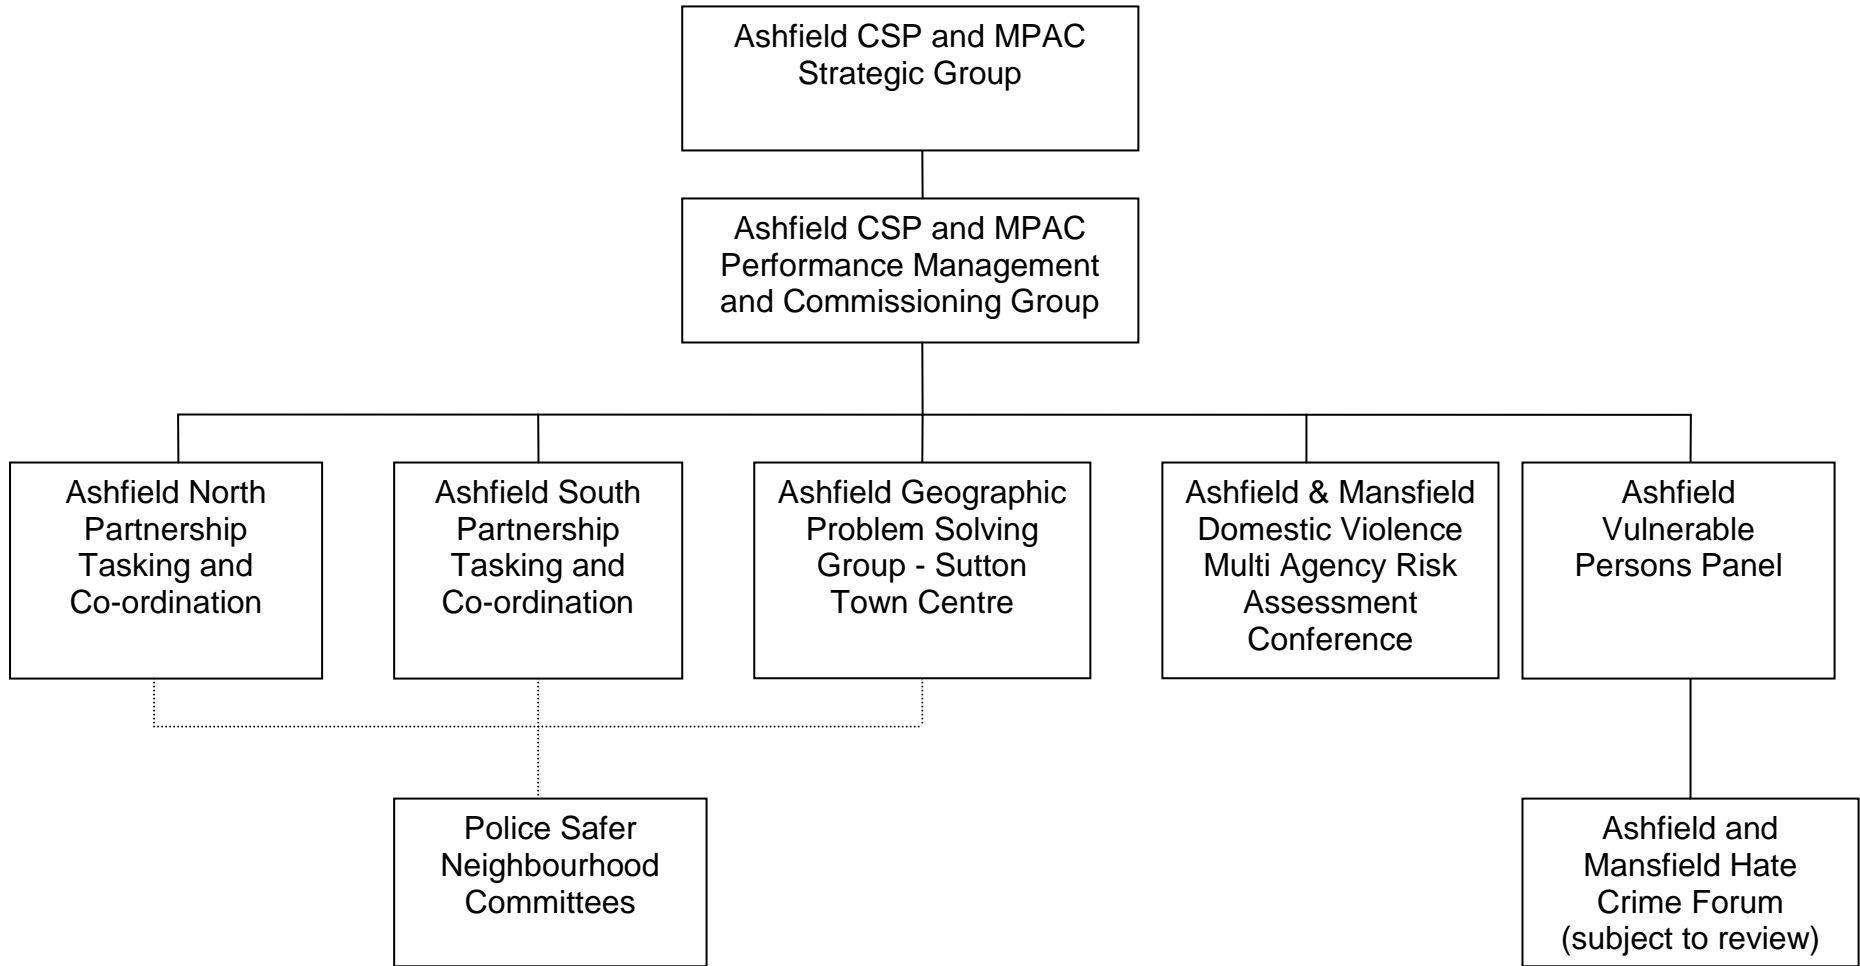 Ashfield CSP and MPAC
Strategic Group
Ashfield CSP and MPAC
Performance Management
and Commissioning Group
Ashfield North
Partnership
Tasking and
Co-ordination
Ashfield South
Partnership
Tasking and
Co-ordination
Ashfield Geographic
Problem Solving
Group - Sutton
Town Centre
Ashfield & Mansfield
Domestic Violence
Multi Agency Risk
Assessment
Conference
Ashfield
Vulnerable
Persons Panel
Police Safer
Neighbourhood
Committees
Ashfield and
Mansfield Hate
Crime Forum
(subject to review)